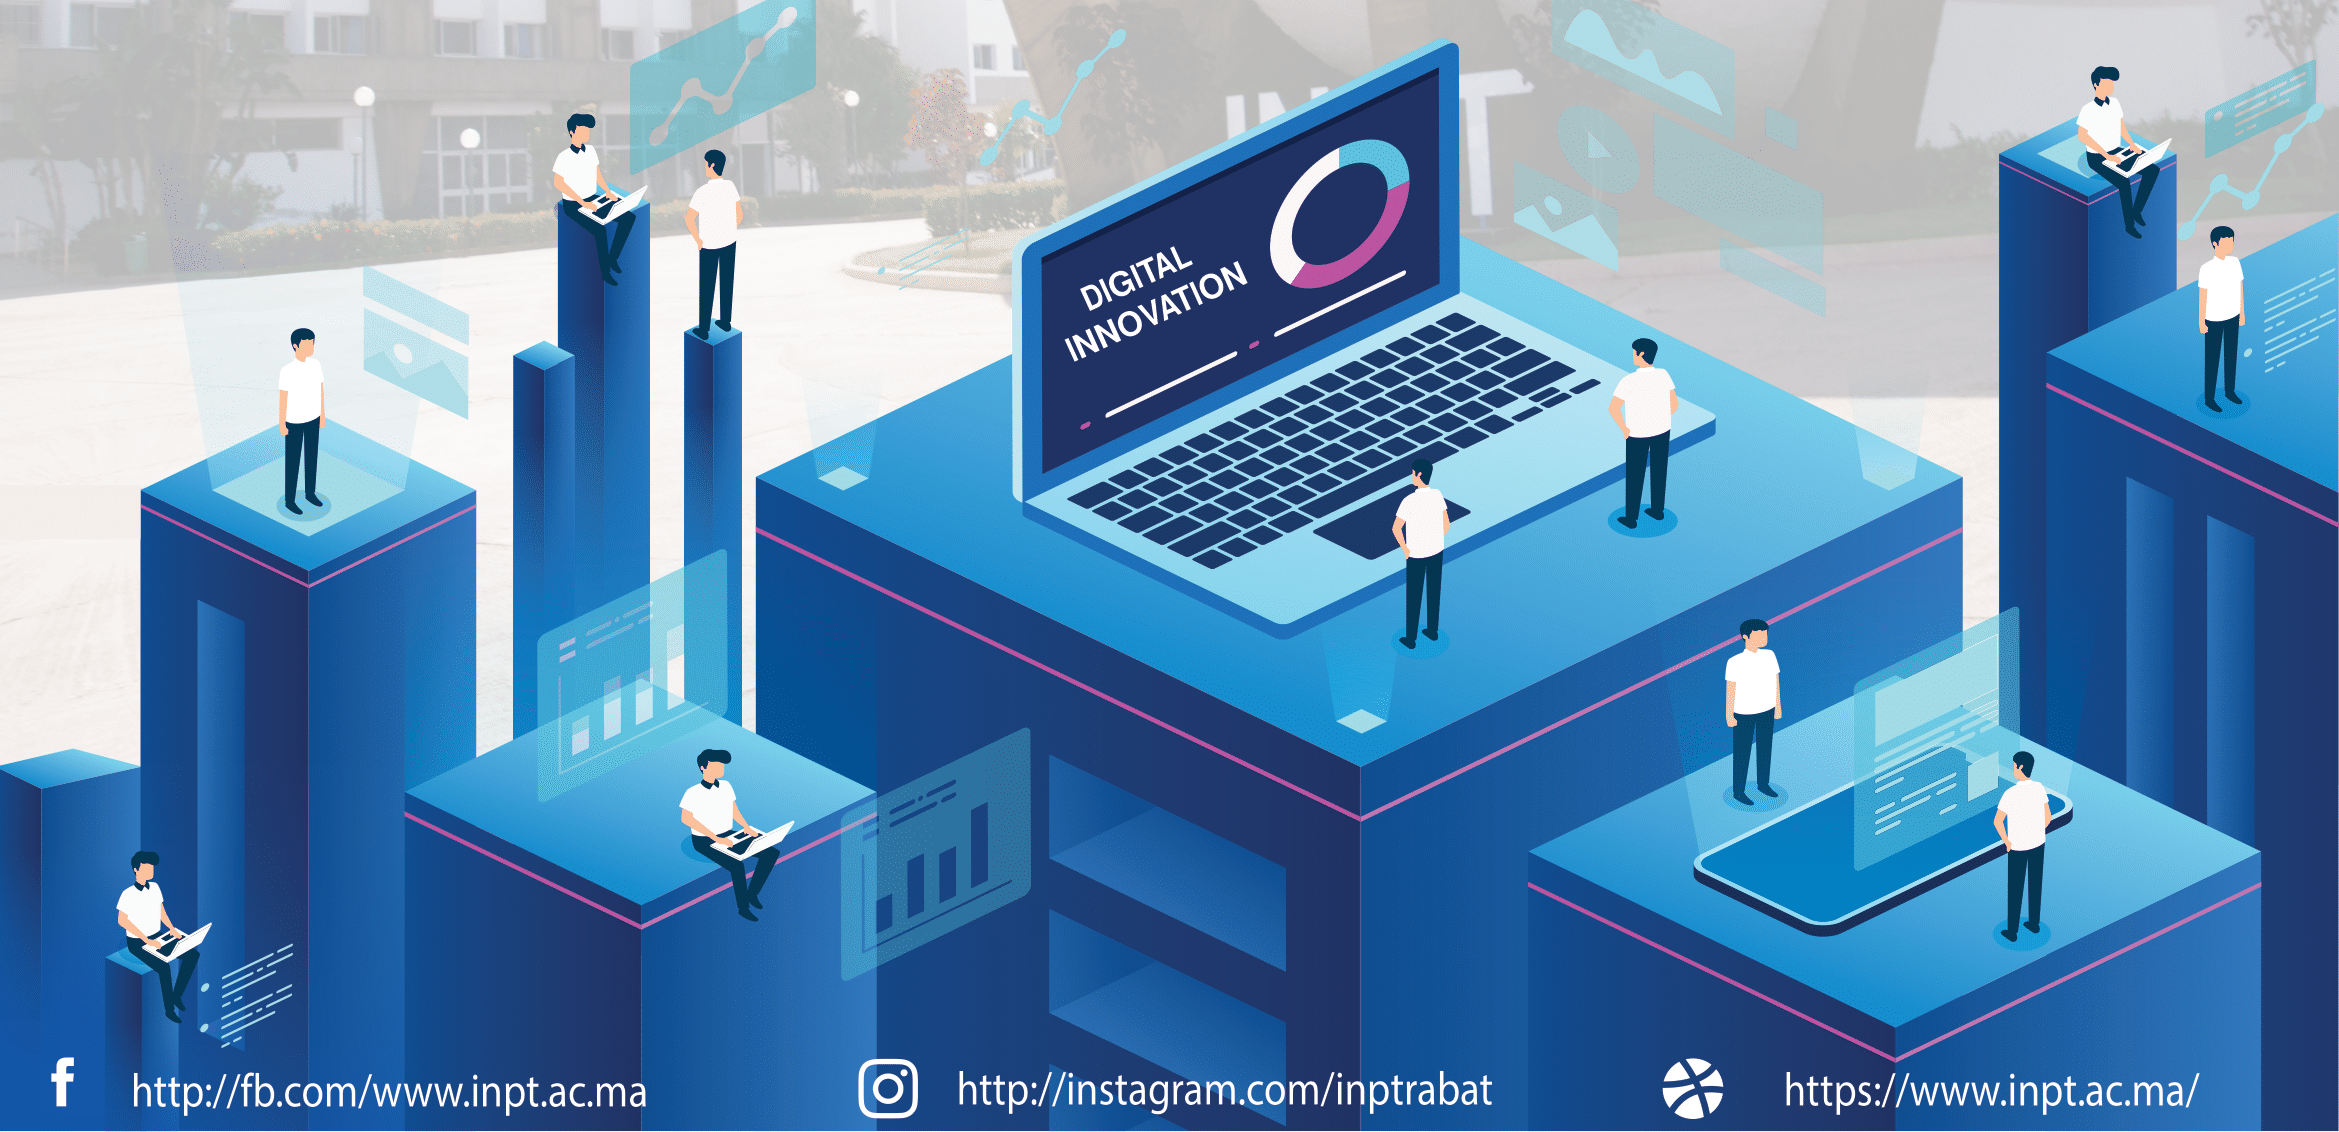 DIGITAL
INNOVATION
http://fb.com/www.inpt.ac.ma
http://instagram.com/inptrabat
https://www.inpt.ac.ma/